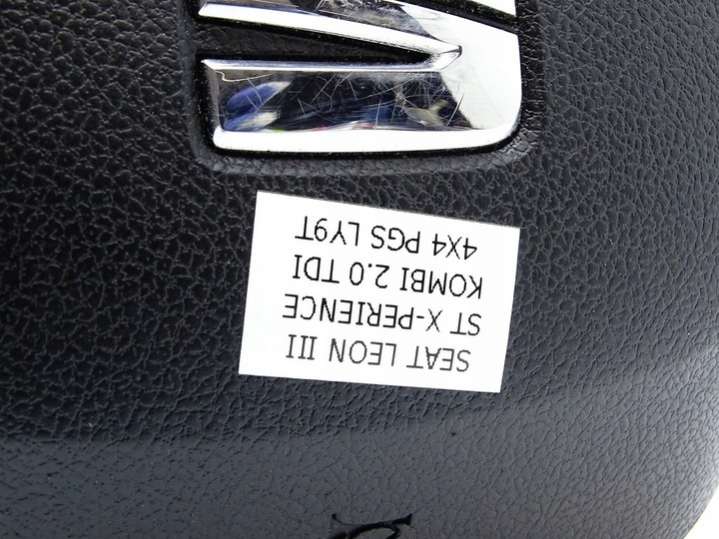 SEAT LEON III
ST X-PERIENCE
KOMBI 2.0 TDI
4X4 PGS LY9T